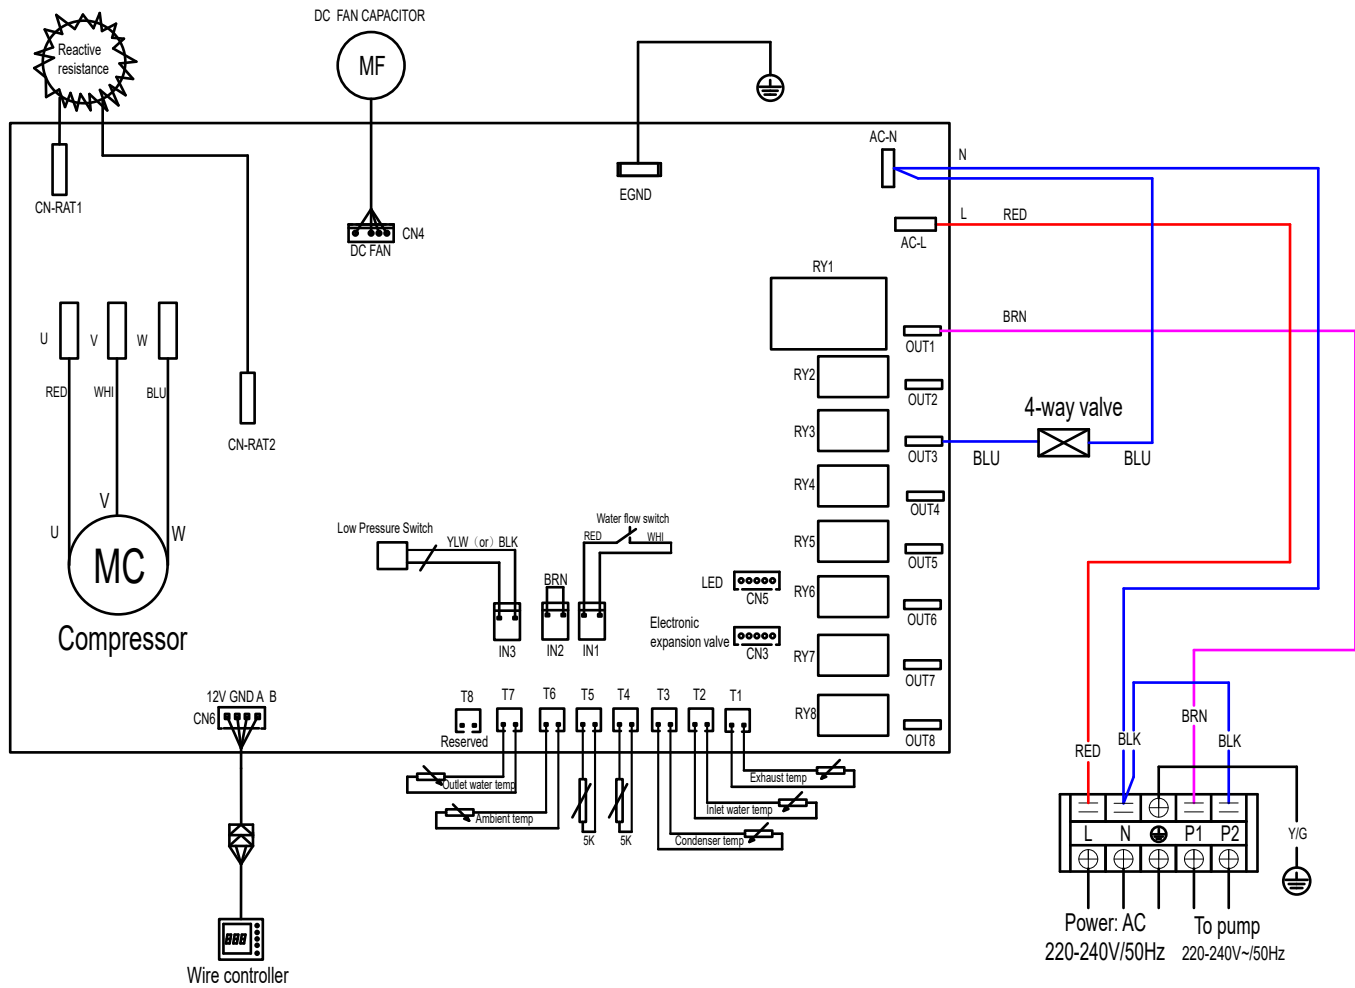 DC FAN CAPACITOR
Reactive
resistance
MF
AC-N
N
CN-RAT1
EGND
L
RED
AC-L
CN4
DC FAN
RY1
BRN
OUT1
U
V
W
RY2
OUT2
RED
WHI
BLU
4-way valve
CN-RAT2
RY3
OUT3
BLU
BLU
RY4
OUT4
V
U
W
MC
Compressor
Low Pressure Switch
YLW (or) BLK
Water flow switch
RED
WHI
RY5
OUT5
BRN
LED
CN5
RY6
OUT6
IN3
IN2
IN1
Electronic
expansion valve
CN3
RY7
OUT7
12V GND A B
CN6
T8
T7
T6
T5
T4
T3
T2
T1
Reserved
RY8
OUT8
BRN
RED
BLK
BLK
Outlet water temp
Exhaust temp
Ambient temp
Inlet water temp
5K
5K
Condenser temp
L
N
P1
P2
Y/G
Power: AC
220-240V/50Hz
To pump
220-240V~/50Hz
888
Wire controller